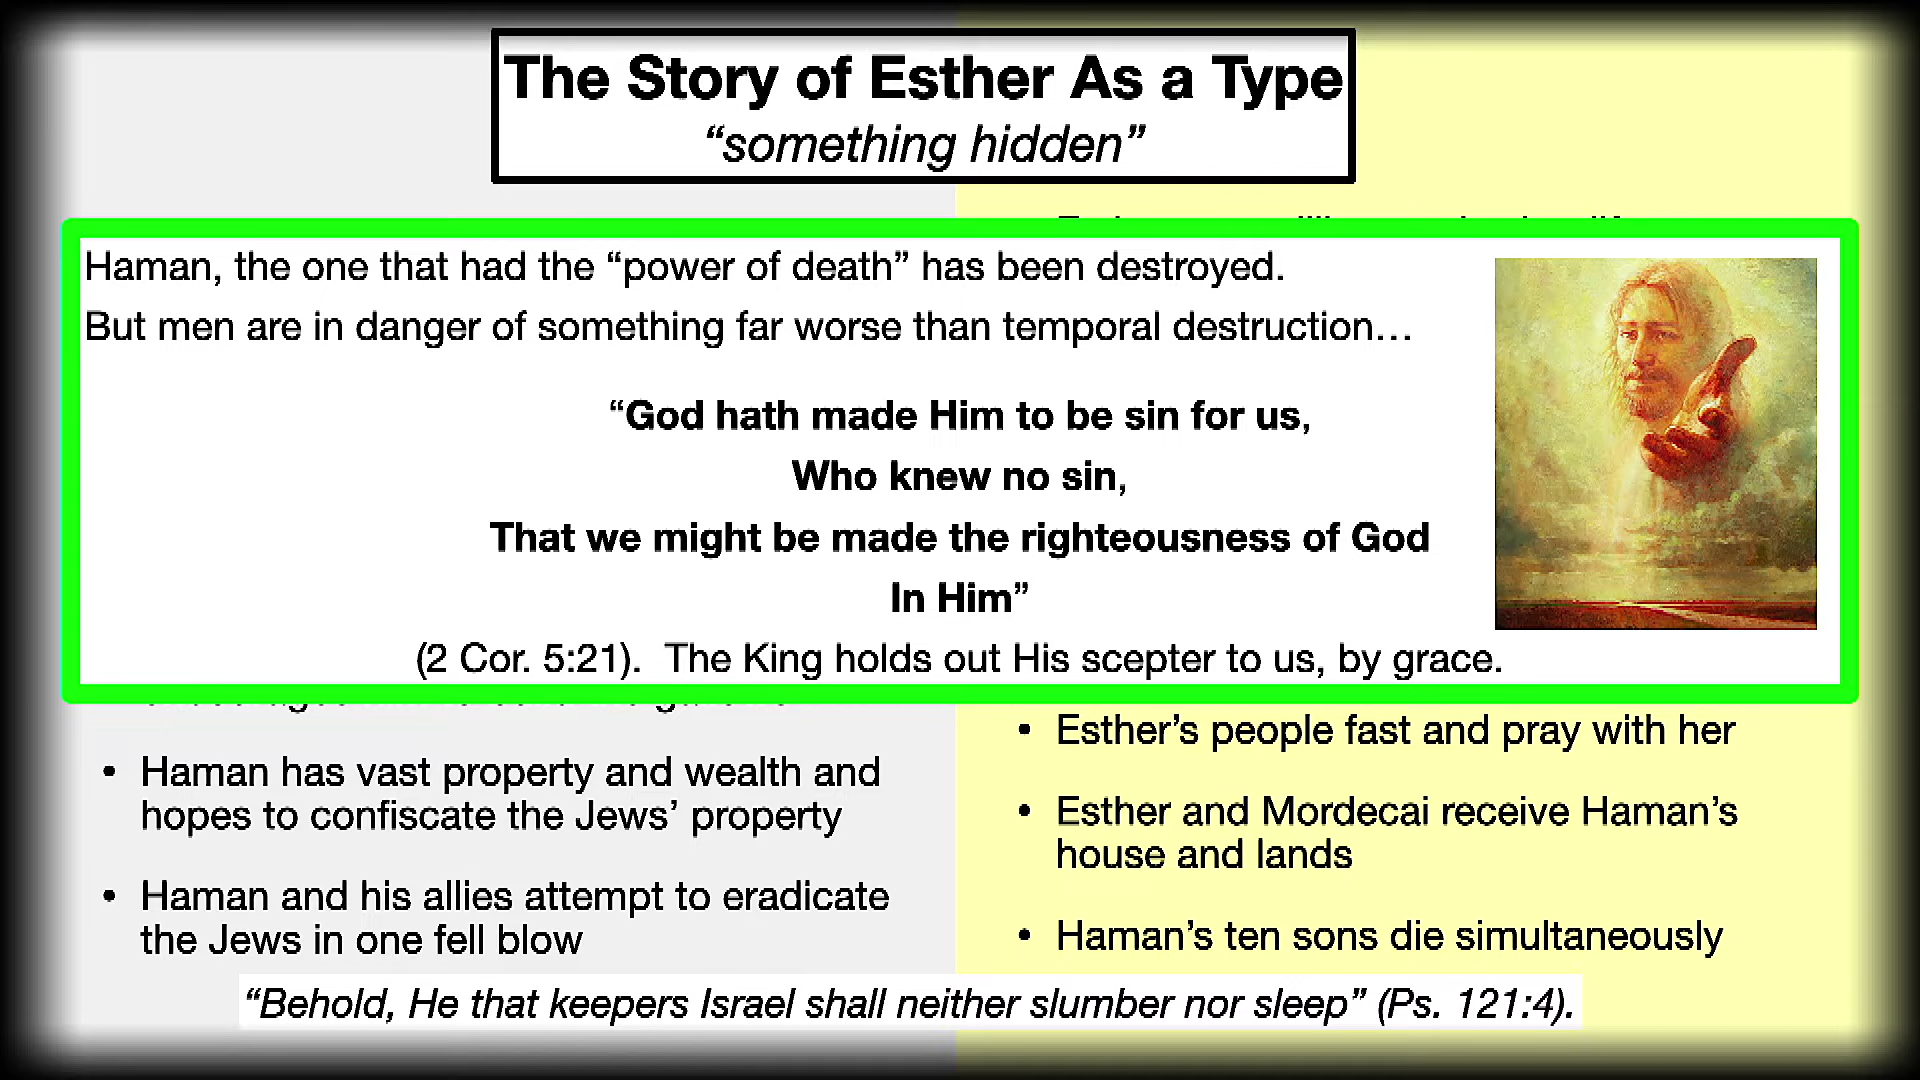 The Story of Esther As a Type
“something hidden”
Haman, the one that had the “power of death” has been destroyed.
But men are in danger of something far worse than temporal destruction…
“God hath made Him to be sin for us,
Who knew no sin,
That we might be made the righteousness of God
In Him”
(2 Cor. 5:21).  The King holds out His scepter to us, by grace.
• Haman has vast property and wealth and
hopes to confiscate the Jews’ property
• Haman and his allies attempt to eradicate
the Jews in one fell blow
• Esther’s people fast and pray with her
• Esther and Mordecai receive Haman’s
house and lands
• Haman’s ten sons die simultaneously
“Behold, He that keepers Israel shall neither slumber nor sleep” (Ps. 121:4).